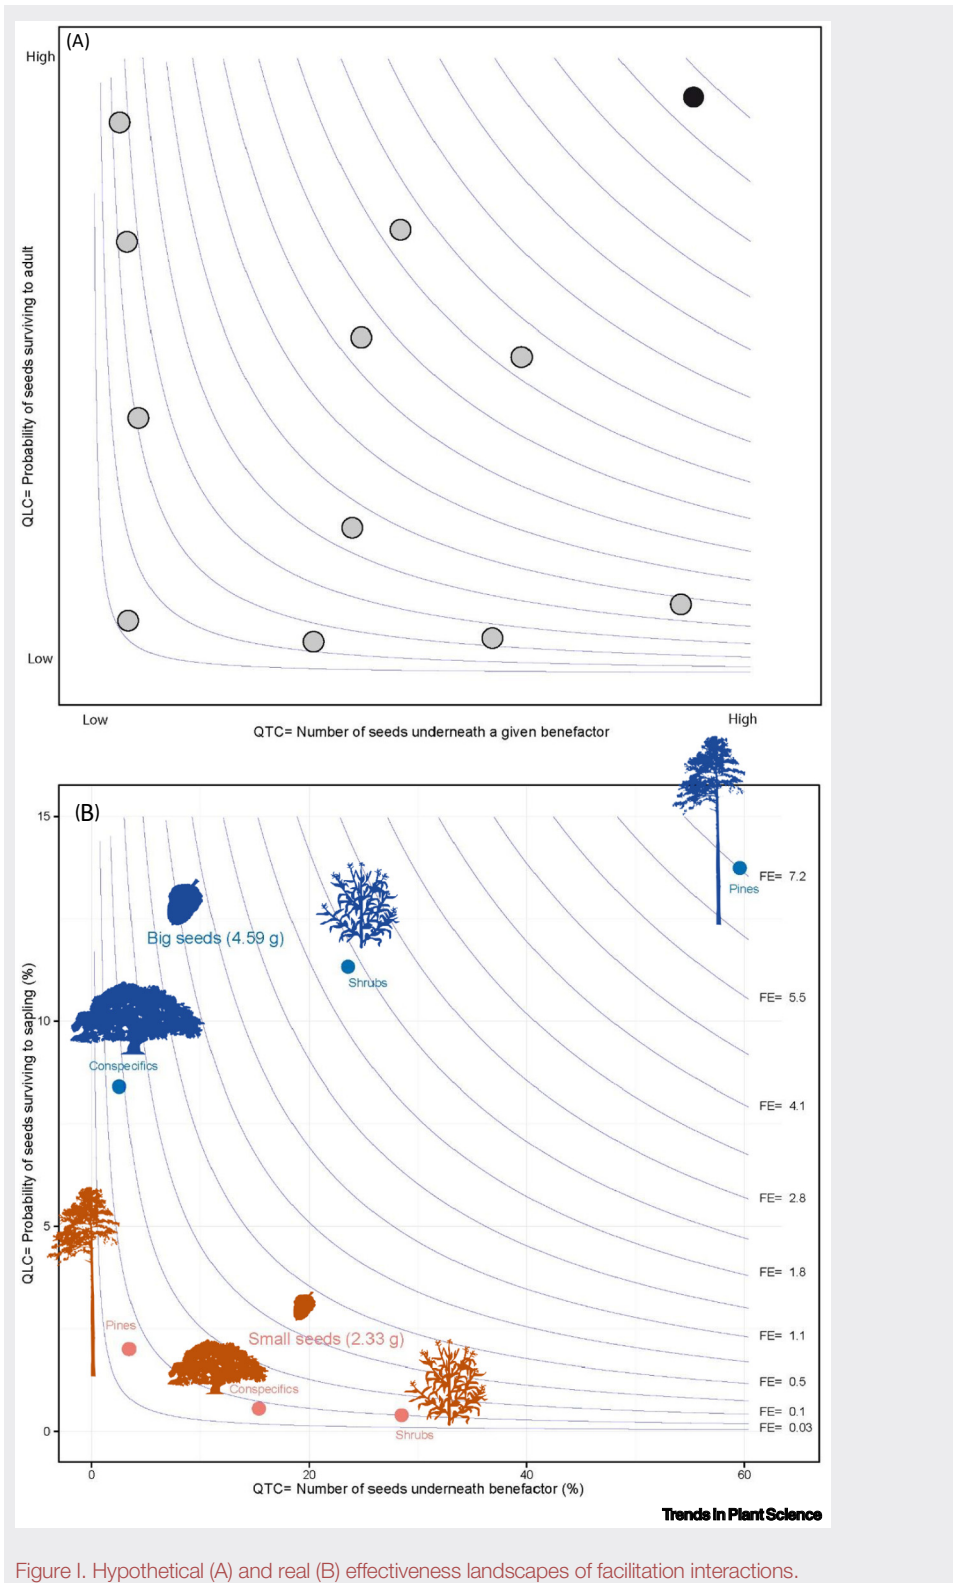 (A)
High
QLC= Probability of seeds surviving to adult
Low
Low
High
QTC= Number of seeds underneath a given benefactor
(B)
15
FE= 7.2
Pines
Big seeds (4.59 g)
Shrubs
FE= 5.5
10
QLC= Probability of seeds surviving to sapling (%)
Conspecifics
FE= 4.1
5
FE= 2.8
FE= 1.8
Pines
Small seeds (2.33 g)
FE= 1.1
Conspecifics
FE= 0.5
FE= 0.1
Shrubs
FE= 0.03
0
0
20
40
60
QTC= Number of seeds underneath benefactor (%)
Trends in Plant Science
Figure I. Hypothetical (A) and real (B) effectiveness landscapes of facilitation interactions.